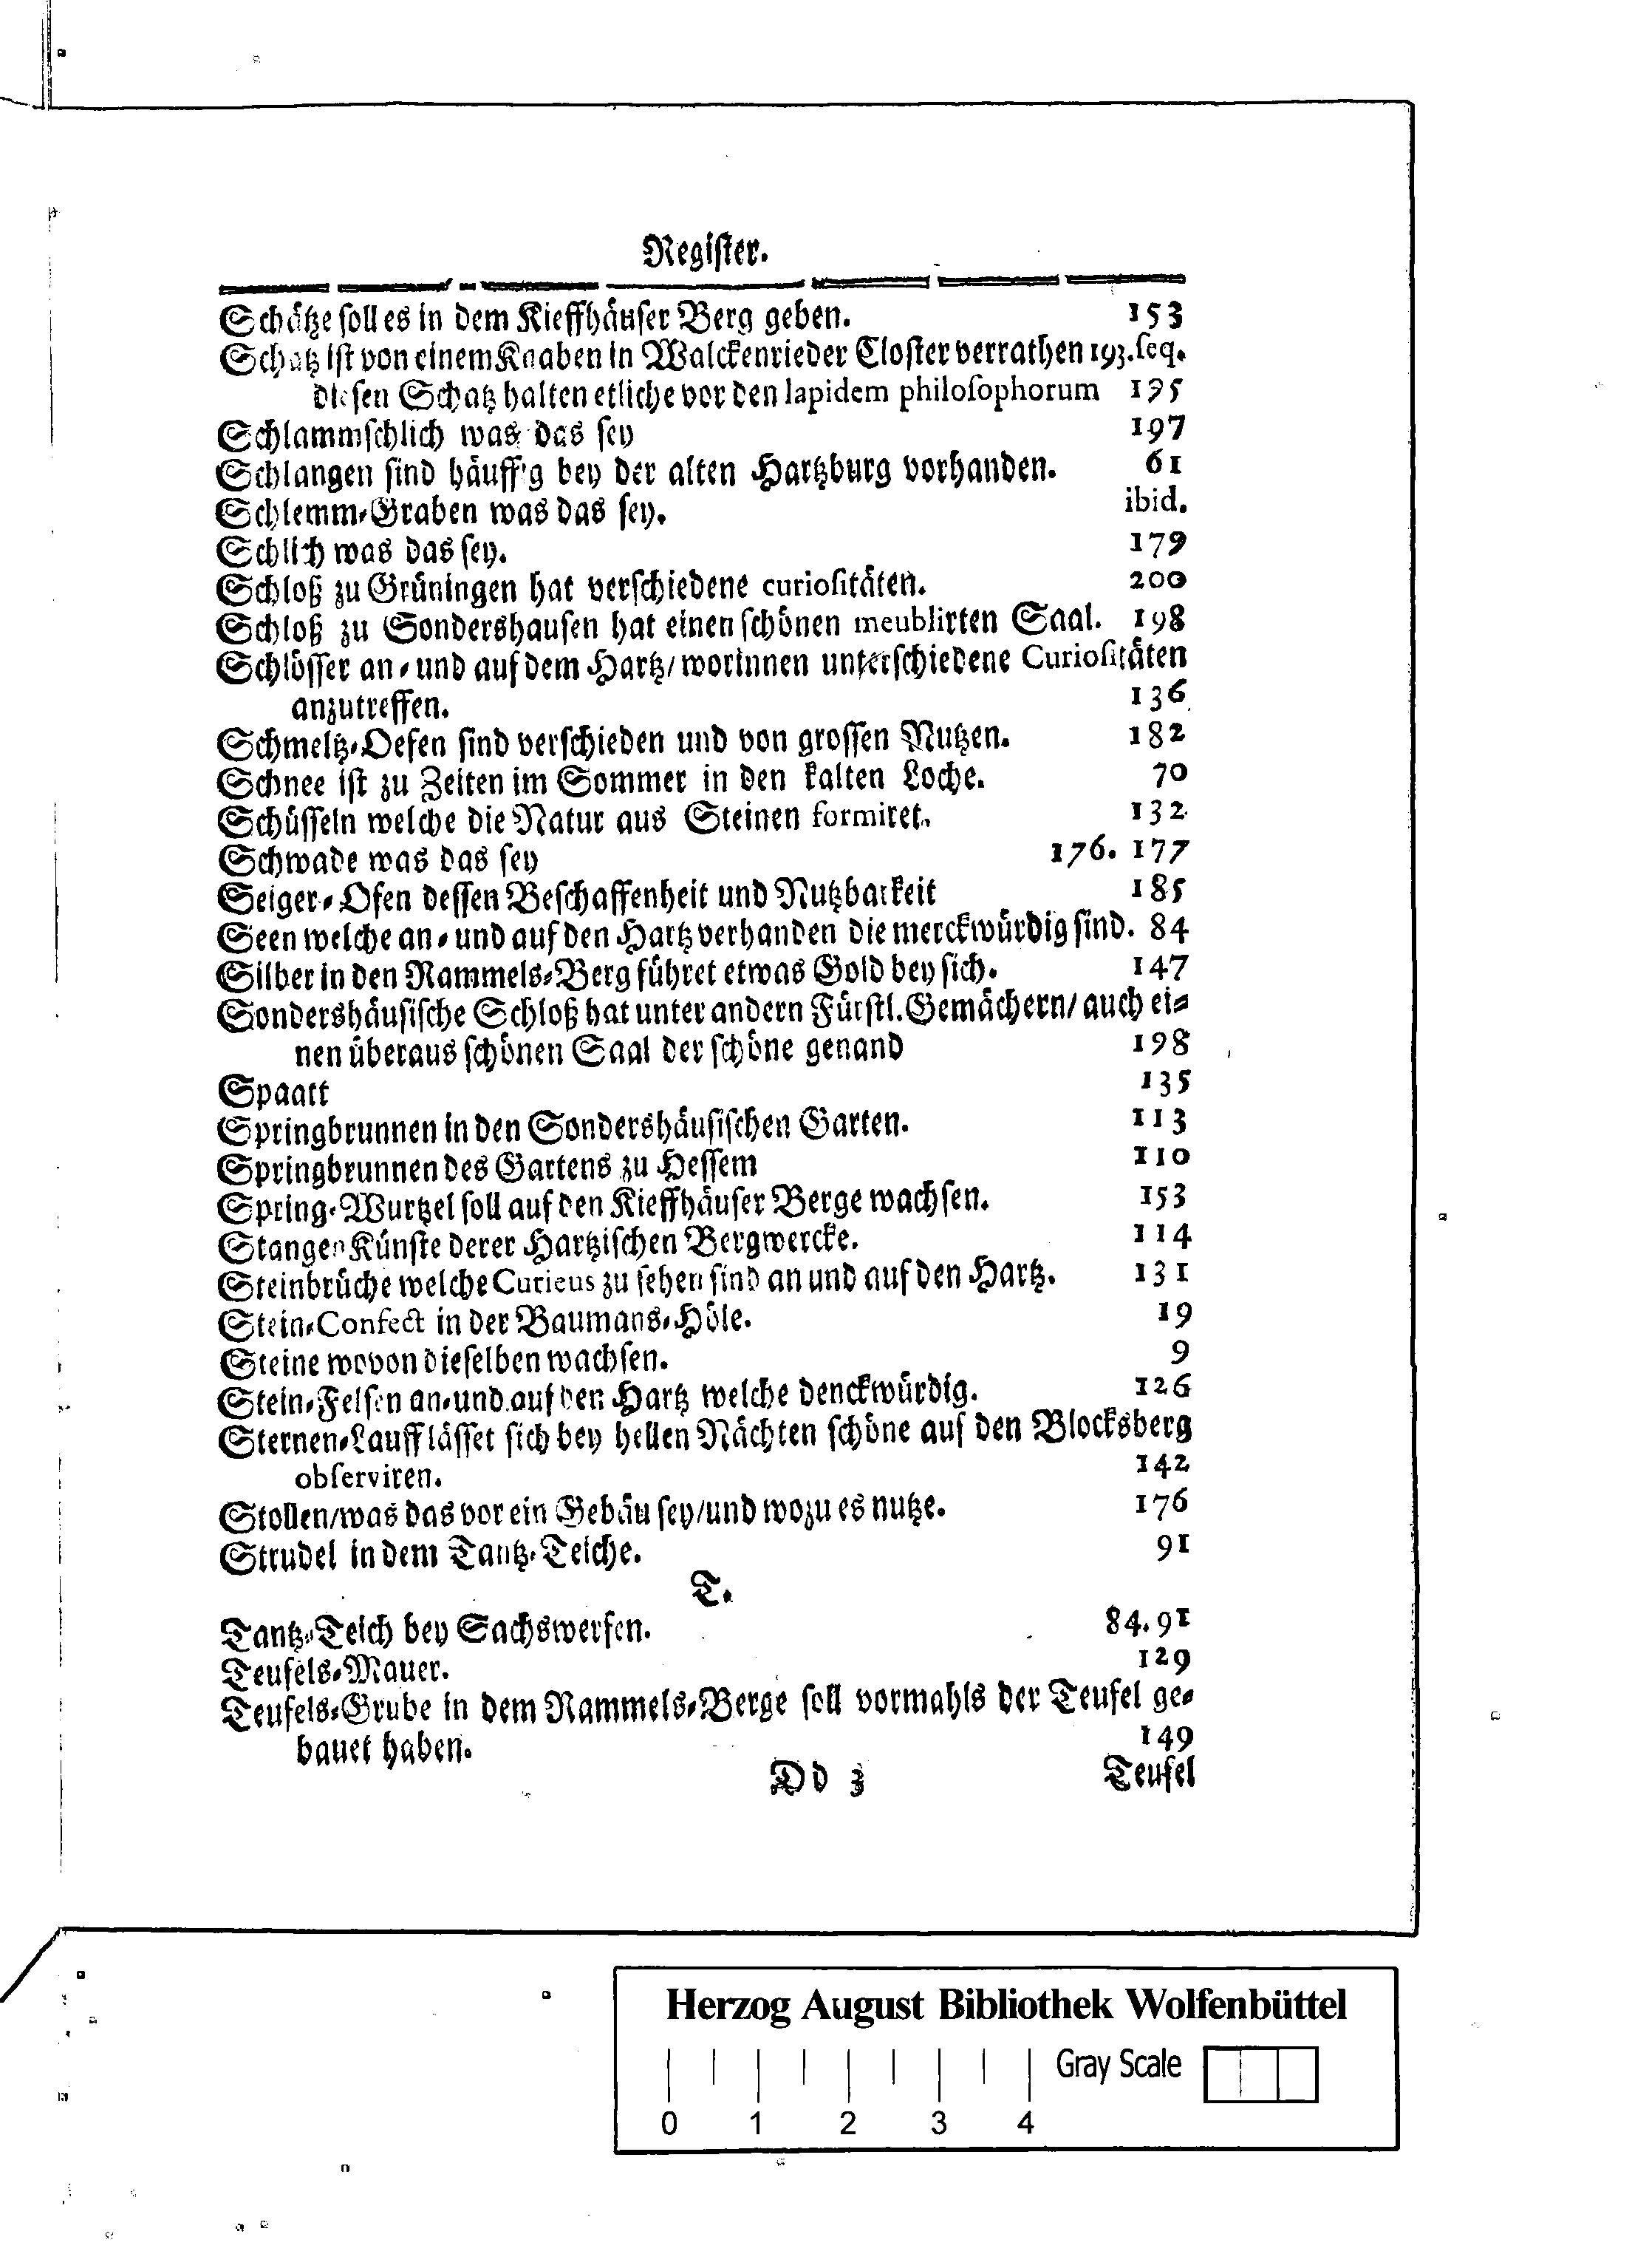 Register.
Schätze soll es in dem Kieffhäuser Berg geben. 153
Schatz ist von einem Knaben in Walckenrieder Closter verrathen 193. seq.
diesen Schatz halten etliche vor den lapidem philosophorum 195
Schlammschlich was das sey 197
Schlangen sind häuffig bey der alten Hartzburg vorhanden. 61
Schlemm-Graben was das sey. ibid.
Schlich was das sey. 179
Schloß zu Grüningen hat verschiedene curiositäten. 200
Schloß zu Sondershausen hat einen schönen meublirten Saal. 198
Schlösser an- und auf dem Hartz/ worinnen unterschiedene Curiositäten
anzutreffen. 136
Schmeltz-Oefen sind verschieden und von grossen Nutzen. 182
Schnee ist zu Zeiten im Sommer in den kalten Loche. 70
Schüsseln welche die Natur aus Steinen formiret. 132
Schwade was das sey 176. 177
Seiger-Ofen dessen Beschaffenheit und Nutzbarkeit 185
Seen welche an- und auf den Hartz verhanden die merckwürdig sind. 84
Silber in den Rammels-Berg führet etwas Gold bey sich. 147
Sondershäusische Schloß hat unter andern Fürstl. Gemächern/ auch ei-
nen überaus schönen Saal der schöne genand 198
Spaatt 135
Springbrunnen in den Sondershäusischen Garten. 113
Springbrunnen des Gartens zu Hessem 110
Spring-Wurtzel soll auf den Kieffhäuser Berge wachsen. 153
Stangen Künste derer Hartzischen Bergwercke. 114
Steinbrüche welche Curieus zu sehen sind an und auf den Hartz. 131
Stein-Confect in der Baumans-Höle. 19
Steine wovon dieselben wachsen. 9
Stein-Felsen an- und auf den Hartz welche denckwürdig. 126
Sternen-Lauff lässet sich bey hellen Nächten schöne auf den Blocksberg
observiren. 142
Stollen/ was das vor ein Gebäu sey/ und wozu es nutze. 176
Strudel in dem Tantz-Teiche. 91
T.
Tantz-Teich bey Sachswerfen. 84. 91
Teufels-Mauer. 129
Teufels-Grube in dem Rammels-Berge soll vormahls der Teufel ge-
bauet haben. 149
Dd 3 Teufel
Herzog August Bibliothek Wolfenbüttel
Gray Scale
0 1 2 3 4